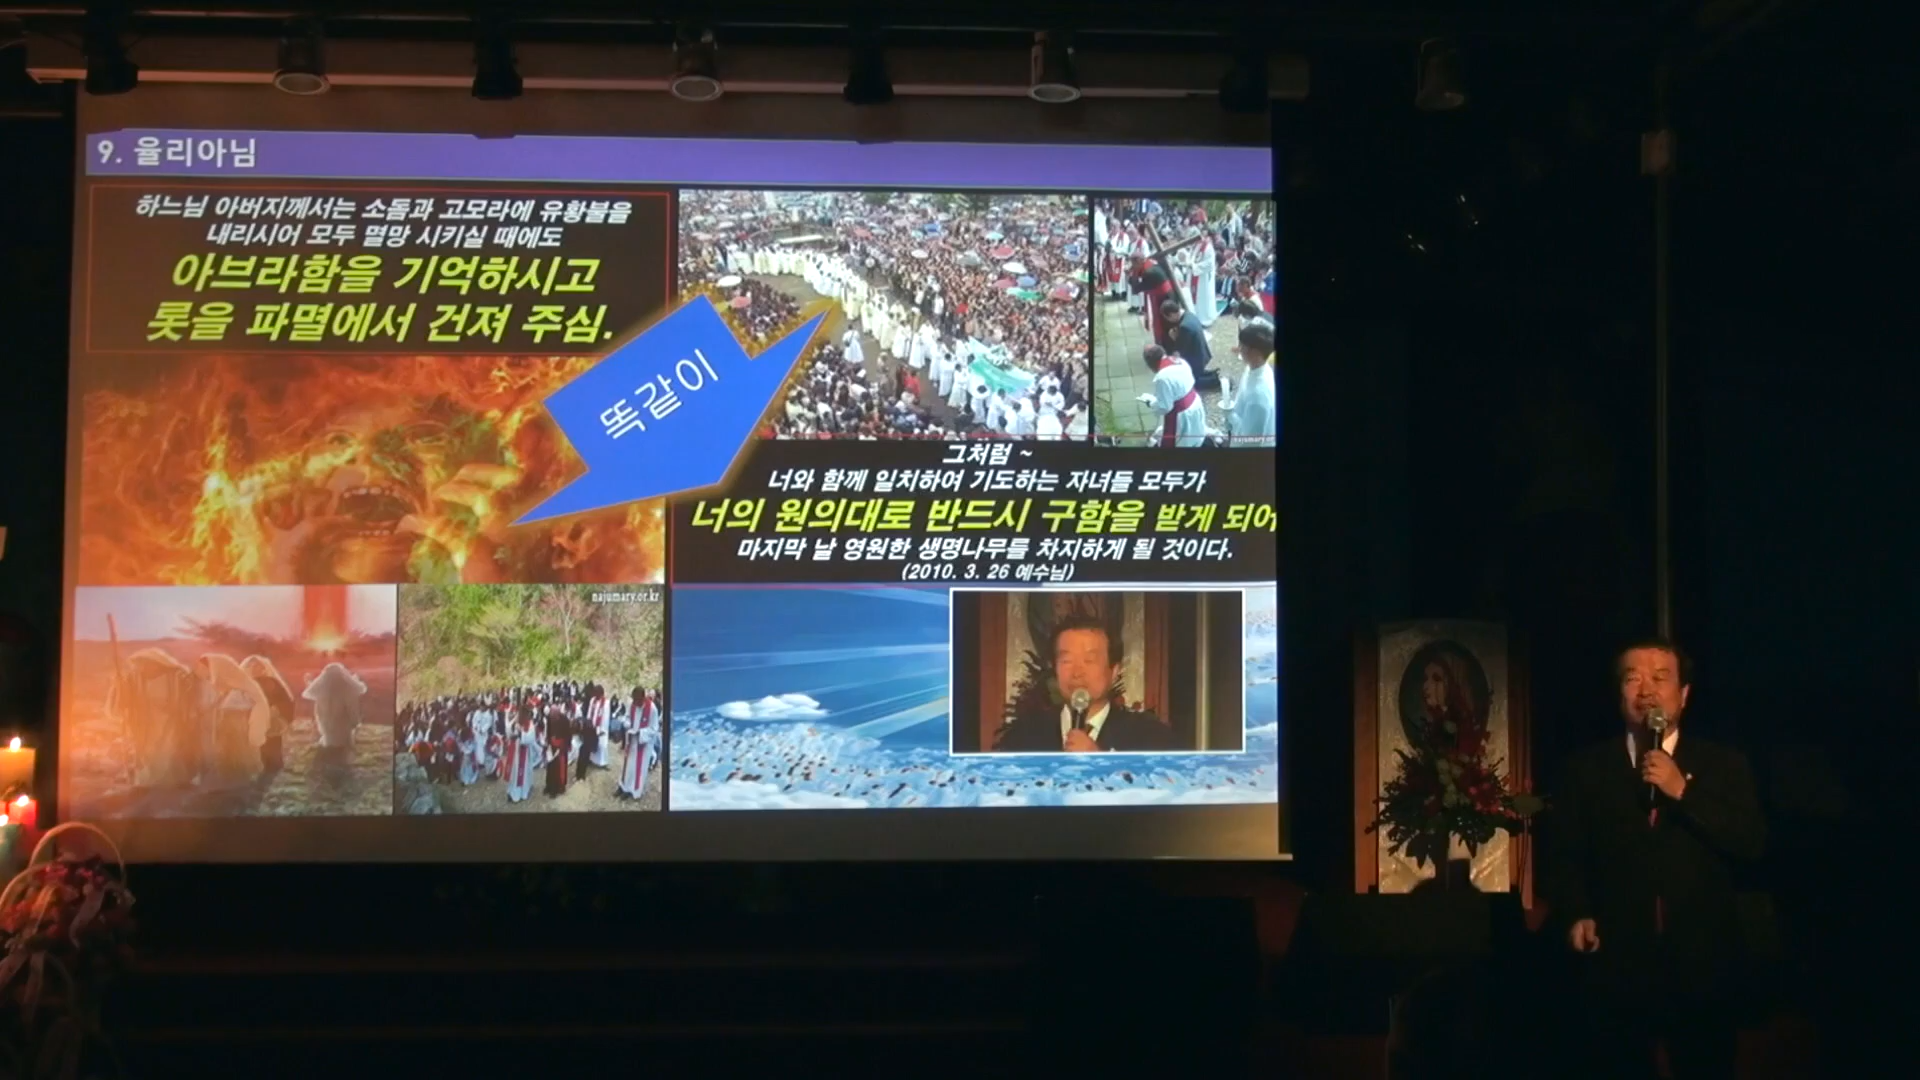 9. 율리아님
하느님 아버지께서는 소돔과 고모라에 유황불을
내리시어 모두 멸망 시키실 때에도
아브라함을 기억하시고
롯을 파멸에서 건져 주심.
똑같이
najumary.or
그처럼 ~
너와 함께 일치하여 기도하는 자녀들 모두가
너의 원의대로 반드시 구함을 받게 되어
마지막 날 영원한 생명나무를 차지하게 될 것이다.
(2010. 3. 26 예수님)
najumary.or.kr